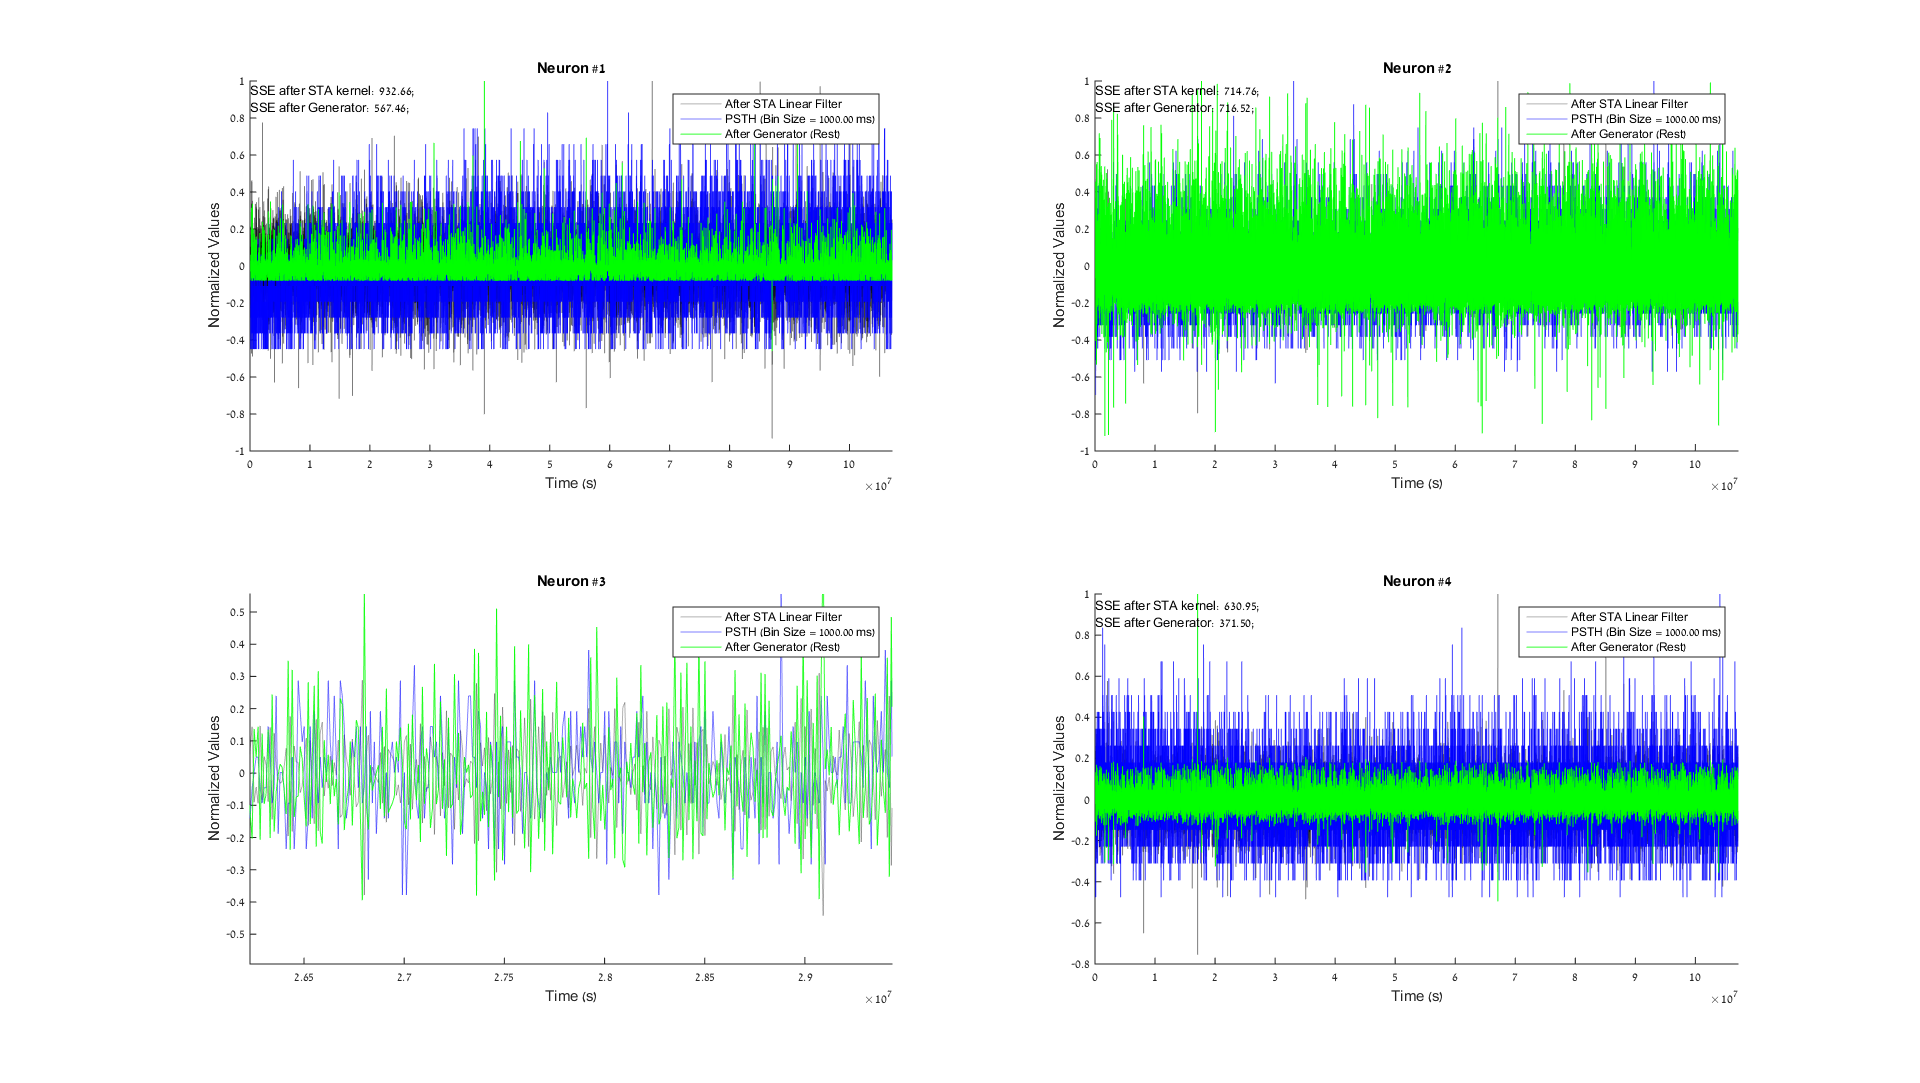 Neuron #1
SSE after STA kernel: 932.66;
SSE after Generator: 567.46;
After STA Linear Filter
PSTH (Bin Size = 1000.00 ms)
After Generator (Rest)
Normalized Values
1
0.8
0.6
0.4
0.2
0
-0.2
-0.4
-0.6
-0.8
-1
0 1 2 3 4 5 6 7 8 9 10
Time (s)
×10^7
Neuron #2
SSE after STA kernel: 714.76;
SSE after Generator: 716.52;
After STA Linear Filter
PSTH (Bin Size = 1000.00 ms)
After Generator (Rest)
Normalized Values
1
0.8
0.6
0.4
0.2
0
-0.2
-0.4
-0.6
-0.8
-1
0 1 2 3 4 5 6 7 8 9 10
Time (s)
×10^7
Neuron #3
After STA Linear Filter
PSTH (Bin Size = 1000.00 ms)
After Generator (Rest)
Normalized Values
0.5
0.4
0.3
0.2
0.1
0
-0.1
-0.2
-0.3
-0.4
-0.5
2.65 2.7 2.75 2.8 2.85 2.9
Time (s)
×10^7
Neuron #4
SSE after STA kernel: 630.95;
SSE after Generator: 371.50;
After STA Linear Filter
PSTH (Bin Size = 1000.00 ms)
After Generator (Rest)
Normalized Values
1
0.8
0.6
0.4
0.2
0
-0.2
-0.4
-0.6
-0.8
0 1 2 3 4 5 6 7 8 9 10
Time (s)
×10^7